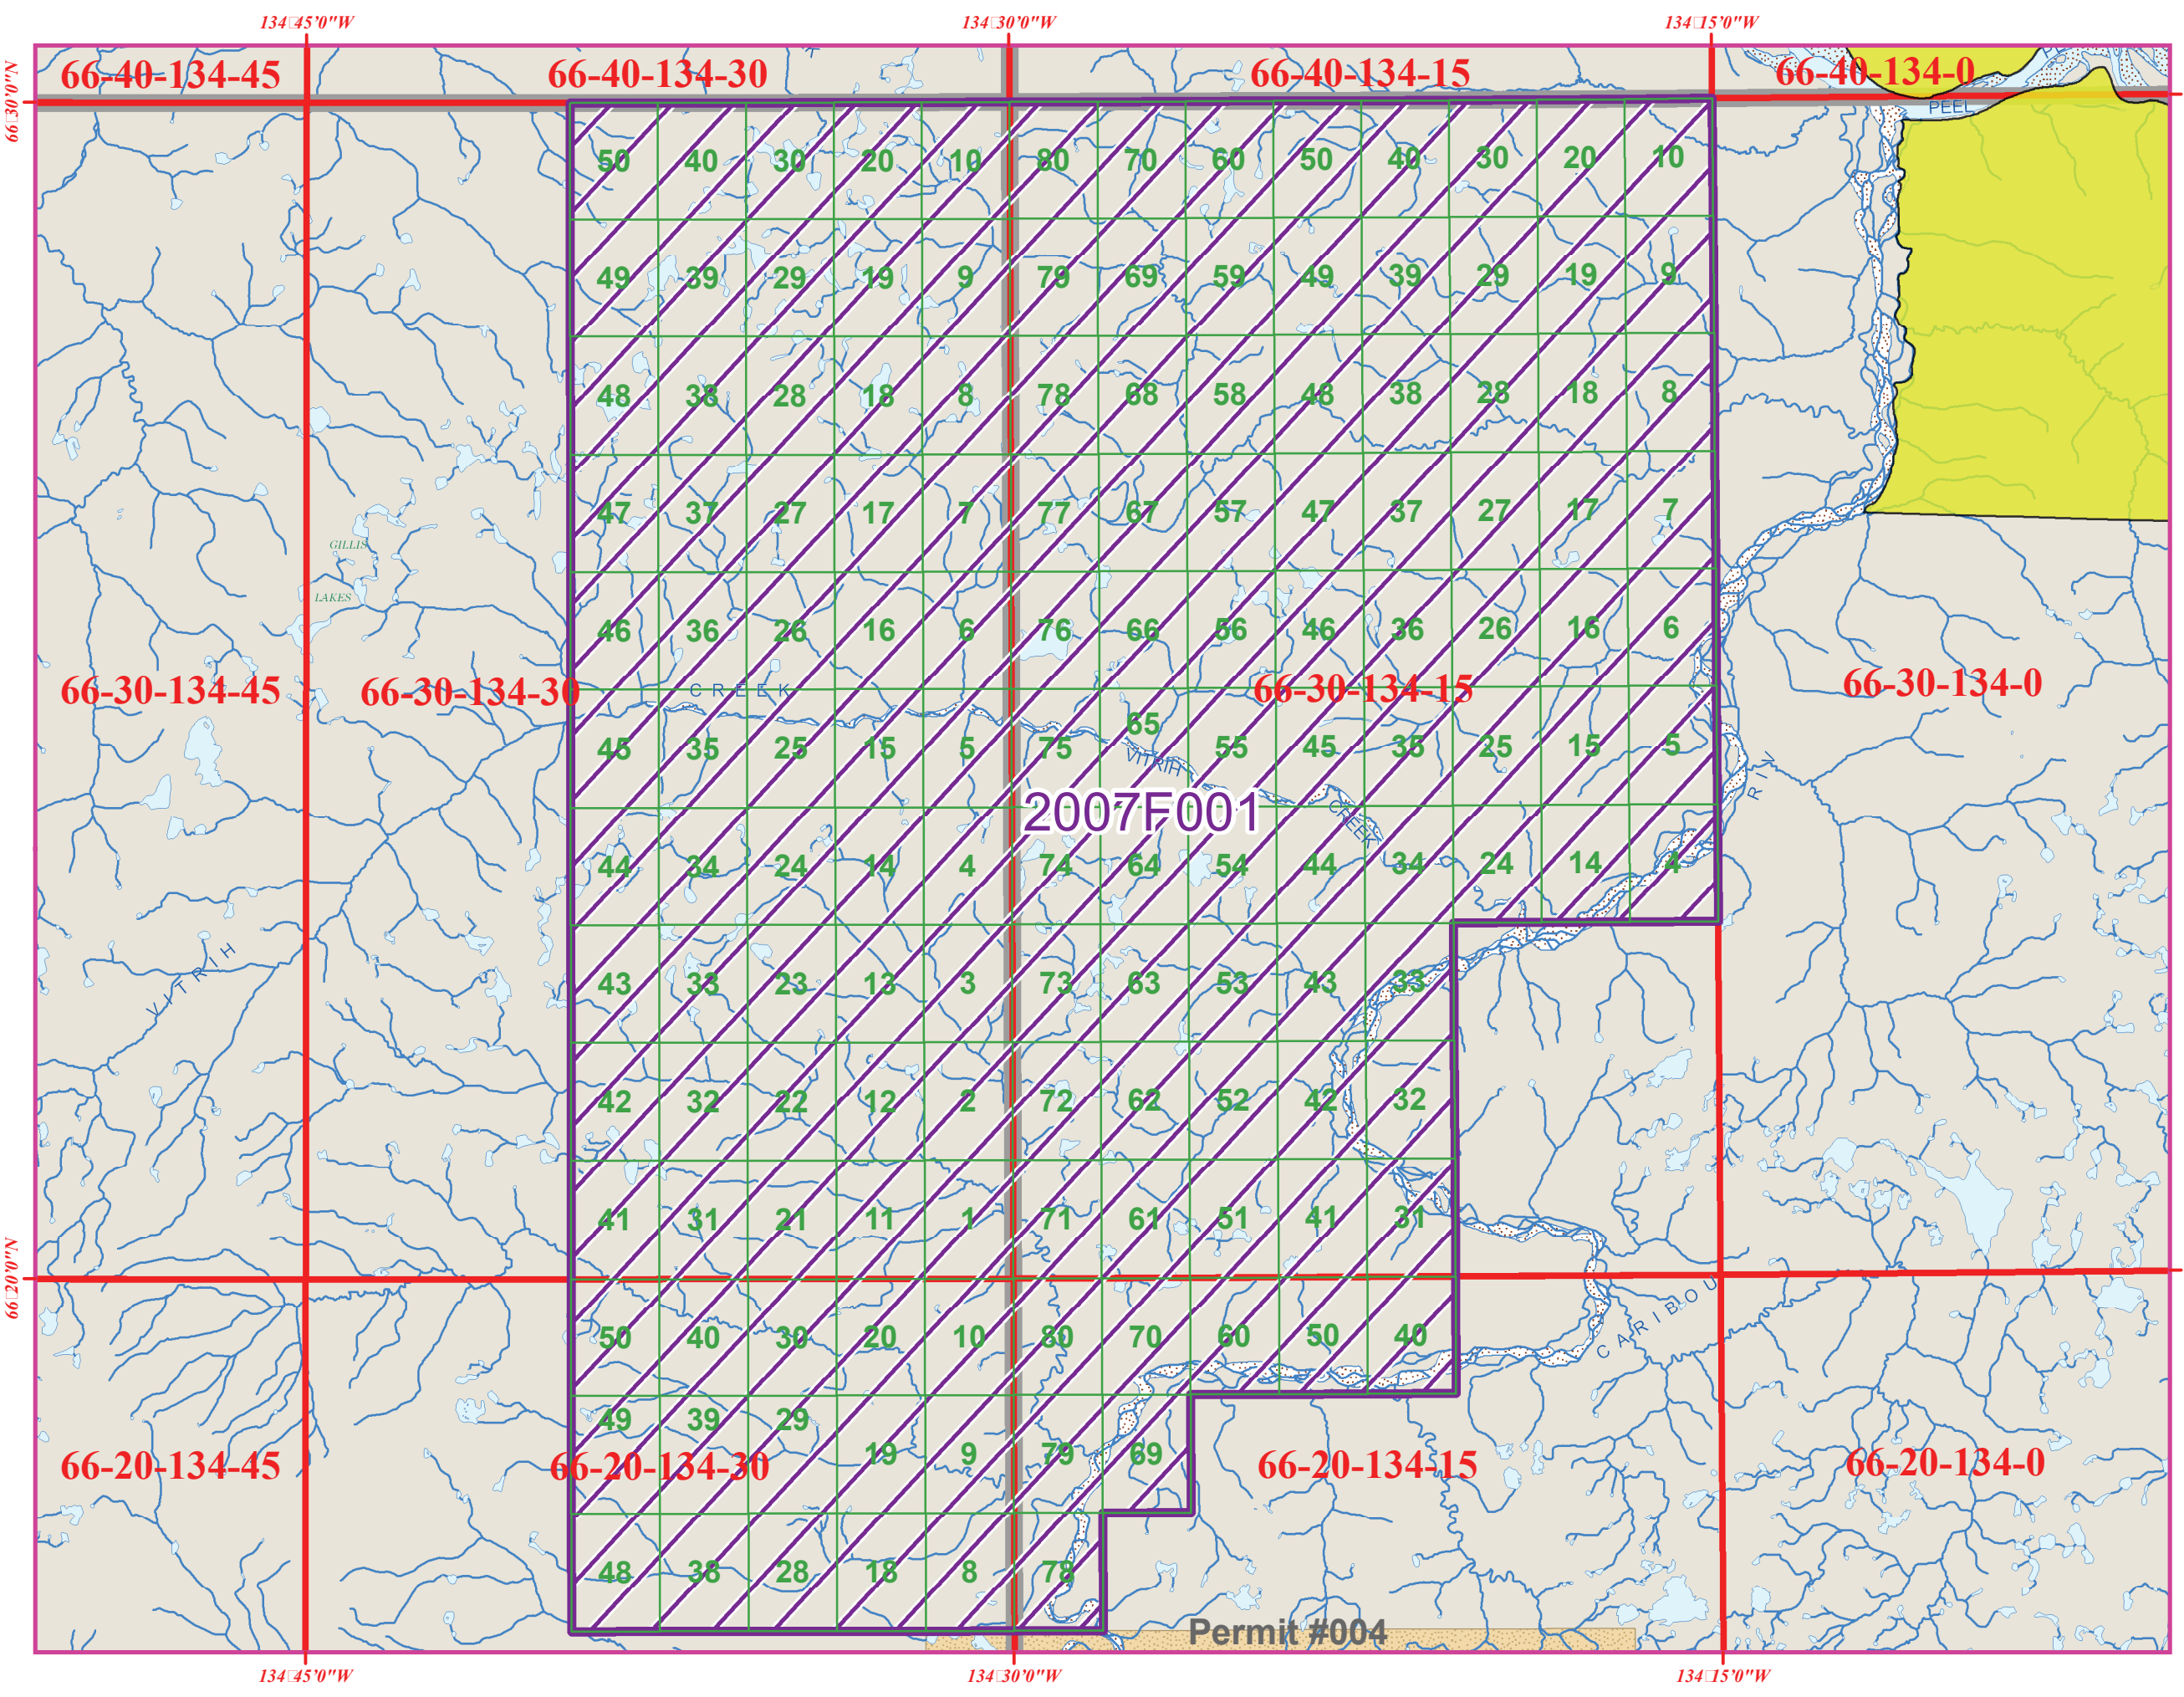 134□45'0"W 134□30'0"W 134□15'0"W
66□30'0"N
66-40-134-45 66-40-134-30 66-40-134-15 66-40-134-0
PEEL
50 40 30 20 10 80 70 60 50 40 30 20 10
49 39 29 19 9 79 69 59 49 39 29 19 9
48 38 28 18 8 78 68 58 48 38 28 18 8
47 37 27 17 7 77 67 57 47 37 27 17 7
GILLIS
LAKES
46 36 26 16 6 76 66 56 46 36 26 16 6
66-30-134-45 66-30-134-30 66-30-134-15 66-30-134-0
CREEK
45 35 25 15 5 75 65 55 45 35 25 15 5
VITRIH
RIV
2007F001
CREEK
44 34 24 14 4 74 64 54 44 34 24 14 4
VITRIH
43 33 23 13 3 73 63 53 43 33
42 32 22 12 2 72 62 52 42 32
41 31 21 11 1 71 61 51 41 31
66□20'0"N
CARIBOU
50 40 30 20 10 80 70 60 50 40
49 39 29 19 9 79 69
66-20-134-45 66-20-134-30 66-20-134-15 66-20-134-0
48 38 28 18 8 78
Permit #004
134□45'0"W 134□30'0"W 134□15'0"W